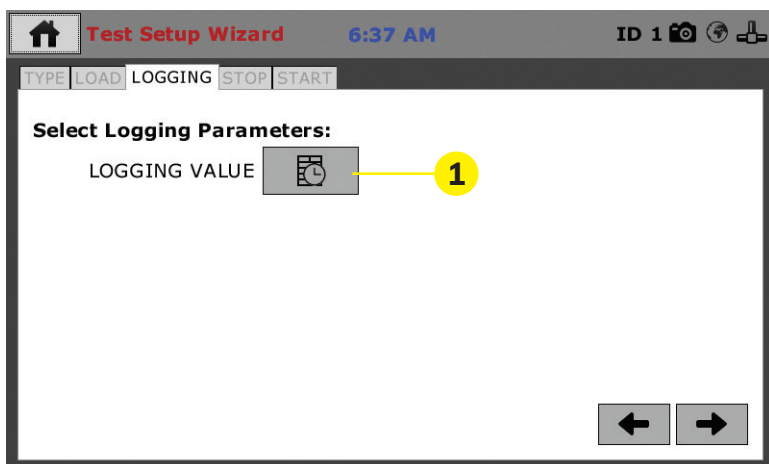 Test Setup Wizard 6:37 AM ID 1
TYPE LOAD LOGGING STOP START
Select Logging Parameters:
LOGGING VALUE 1